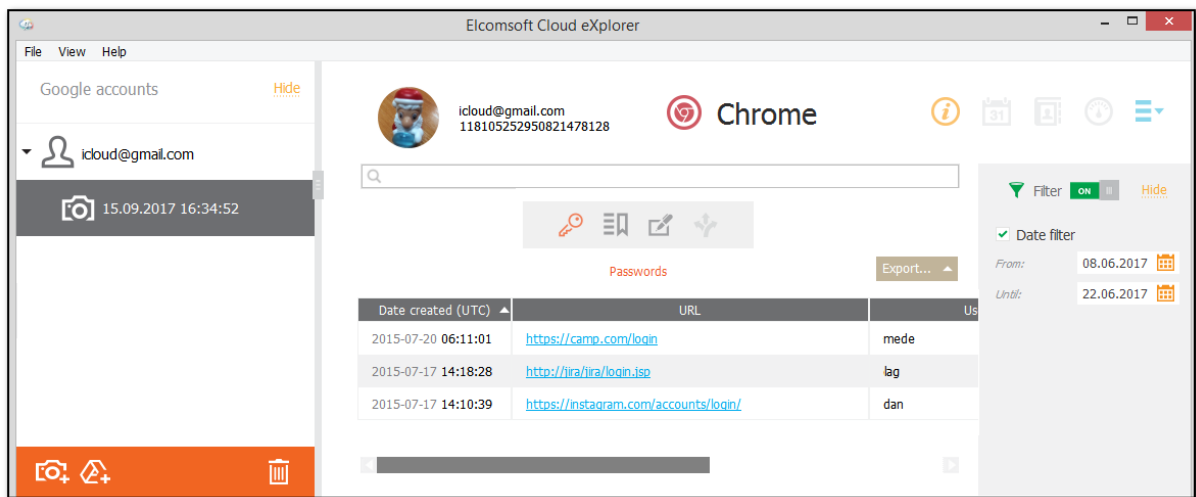 Elcomsoft Cloud eXplorer
File View Help
Google accounts Hide
icloud@gmail.com
15.09.2017 16:34:52
icloud@gmail.com
118105252950821478128
Chrome
31
Filter ON Hide
Date filter
From: 08.06.2017
Until: 22.06.2017
Passwords
Export...
Date created (UTC) URL Us
2015-07-20 06:11:01 https://camp.com/login mede
2015-07-17 14:18:28 http://jira/jira/login.jsp lag
2015-07-17 14:10:39 https://instagram.com/accounts/login/ dan